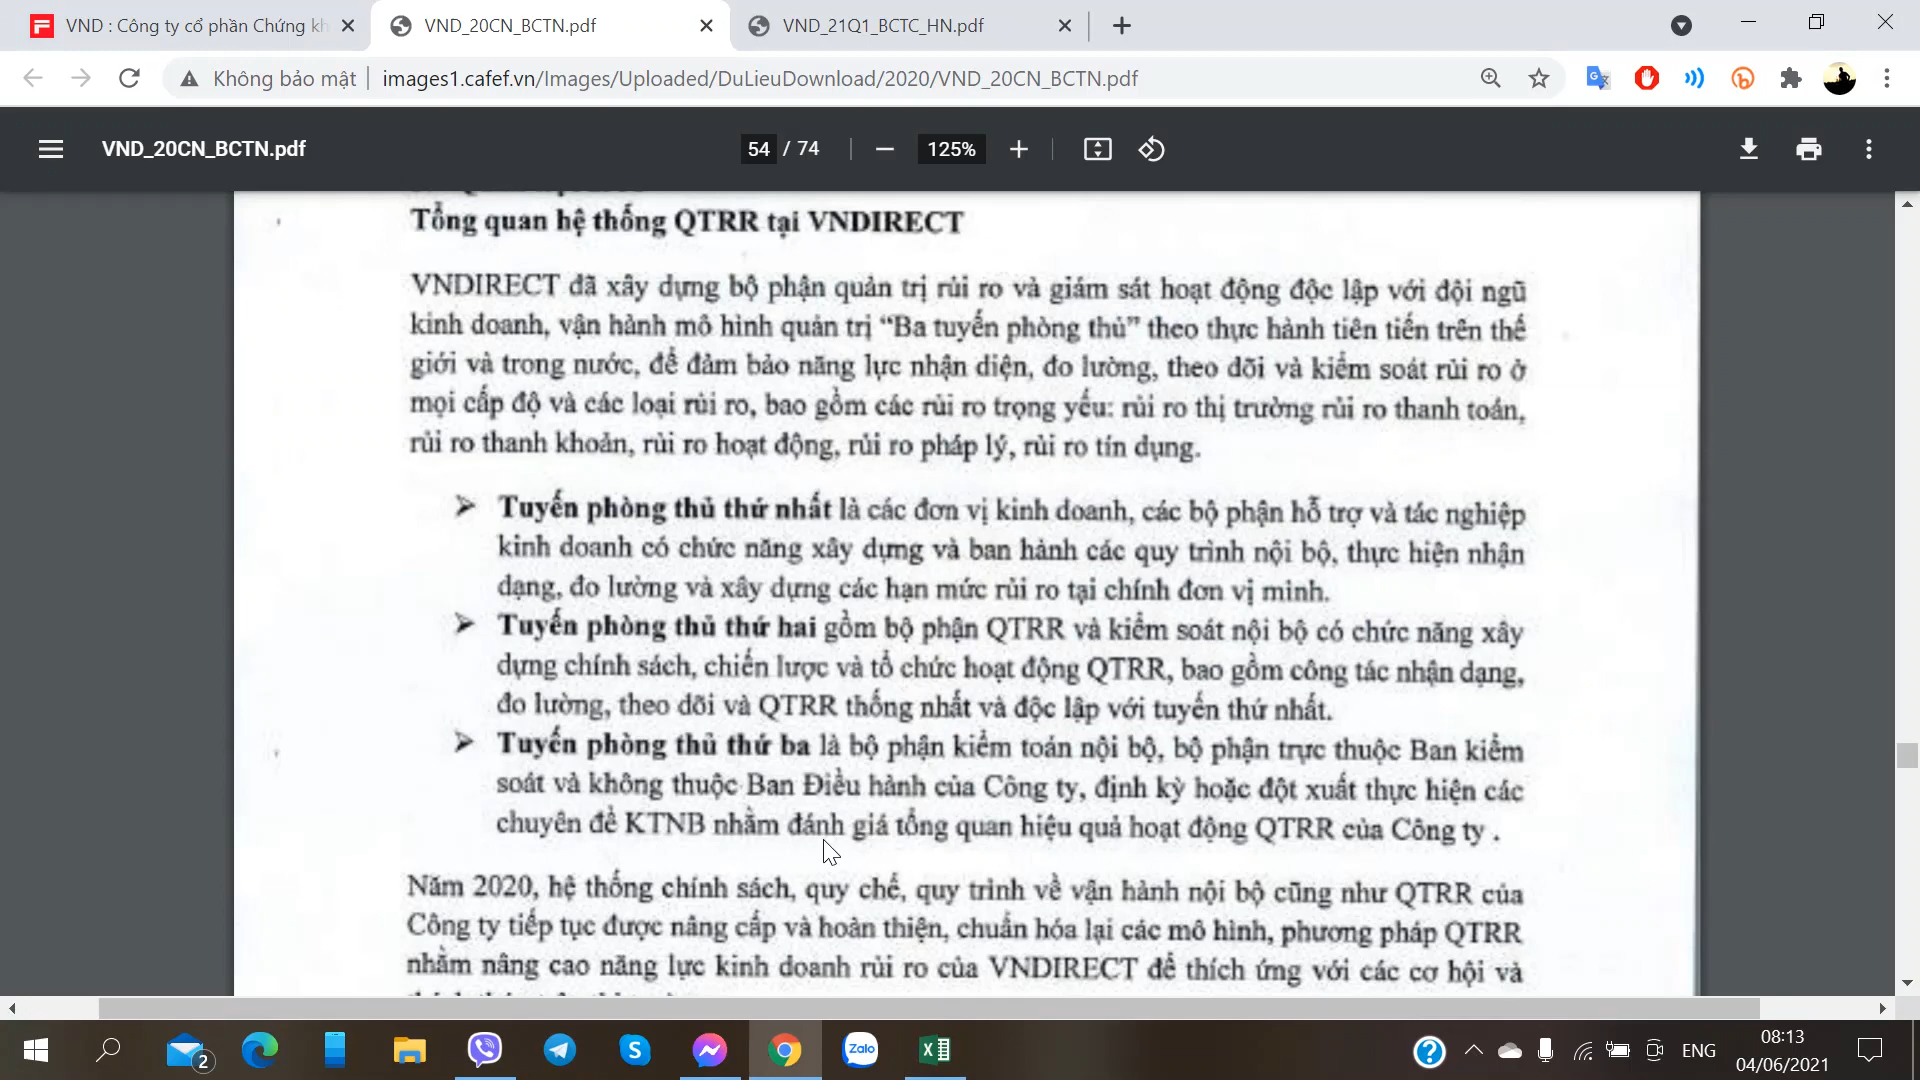 VND : Công ty cổ phần Chứng kh
VND_20CN_BCTN.pdf
VND_21Q1_BCTC_HN.pdf
Không bảo mật
images1.cafef.vn/Images/Uploaded/DuLieuDownload/2020/VND_20CN_BCTN.pdf
VND_20CN_BCTN.pdf
54 / 74
125%
Tổng quan hệ thống QTRR tại VNDIRECT
VNDIRECT đã xây dựng bộ phận quản trị rủi ro và giám sát hoạt động độc lập với đội ngũ
kinh doanh, vận hành mô hình quản trị “Ba tuyến phòng thủ” theo thực hành tiên tiến trên thế
giới và trong nước, để đảm bảo năng lực nhận diện, đo lường, theo dõi và kiểm soát rủi ro ở
mọi cấp độ và các loại rủi ro, bao gồm các rủi ro trọng yếu: rủi ro thị trường rủi ro thanh toán,
rủi ro thanh khoản, rủi ro hoạt động, rủi ro pháp lý, rủi ro tín dụng.
➢ Tuyến phòng thủ thứ nhất là các đơn vị kinh doanh, các bộ phận hỗ trợ và tác nghiệp
kinh doanh có chức năng xây dựng và ban hành các quy trình nội bộ, thực hiện nhận
dạng, đo lường và xây dựng các hạn mức rủi ro tại chính đơn vị mình.
➢ Tuyến phòng thủ thứ hai gồm bộ phận QTRR và kiểm soát nội bộ có chức năng xây
dựng chính sách, chiến lược và tổ chức hoạt động QTRR, bao gồm công tác nhận dạng,
đo lường, theo dõi và QTRR thống nhất và độc lập với tuyến thứ nhất.
➢ Tuyến phòng thủ thứ ba là bộ phận kiểm toán nội bộ, bộ phận trực thuộc Ban kiểm
soát và không thuộc Ban Điều hành của Công ty, định kỳ hoặc đột xuất thực hiện các
chuyên đề KTNB nhằm đánh giá tổng quan hiệu quả hoạt động QTRR của Công ty .
Năm 2020, hệ thống chính sách, quy chế, quy trình về vận hành nội bộ cũng như QTRR của
Công ty tiếp tục được nâng cấp và hoàn thiện, chuẩn hóa lại các mô hình, phương pháp QTRR
nhằm nâng cao năng lực kinh doanh rủi ro của VNDIRECT để thích ứng với các cơ hội và
2
Zalo
ENG
08:13
04/06/2021